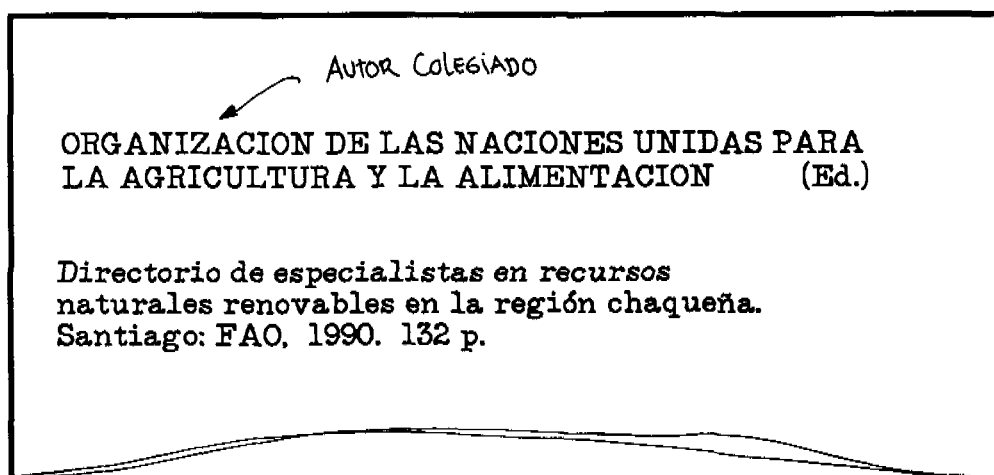 AUTOR COLEGIADO
ORGANIZACION DE LAS NACIONES UNIDAS PARA
LA AGRICULTURA Y LA ALIMENTACION (Ed.)
Directorio de especialistas en recursos
naturales renovables en la región chaqueña.
Santiago: FAO, 1990. 132 p.